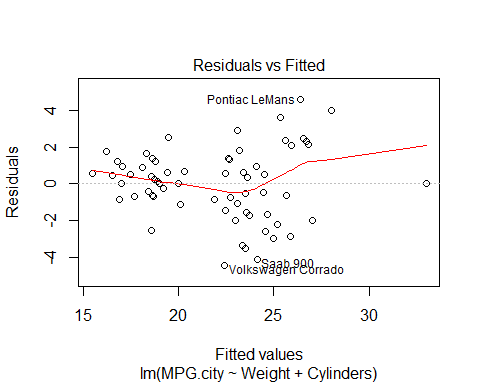 Residuals vs Fitted
Pontiac LeMans
Saab 900
Volkswagen Corrado
Residuals
4
2
0
-2
-4
15
20
25
30
Fitted values
lm(MPG.city ~ Weight + Cylinders)